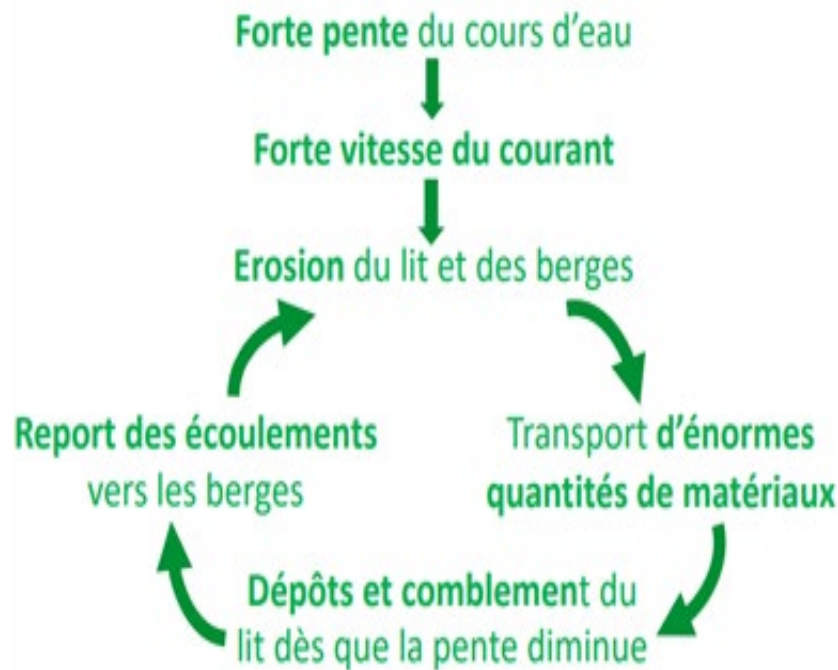 Forte pente du cours d'eau
Forte vitesse du courant
Erosion du lit et des berges
Transport d'énormes
quantités de matériaux
Dépôts et comblement du
lit dès que la pente diminue
Report des écoulements
vers les berges